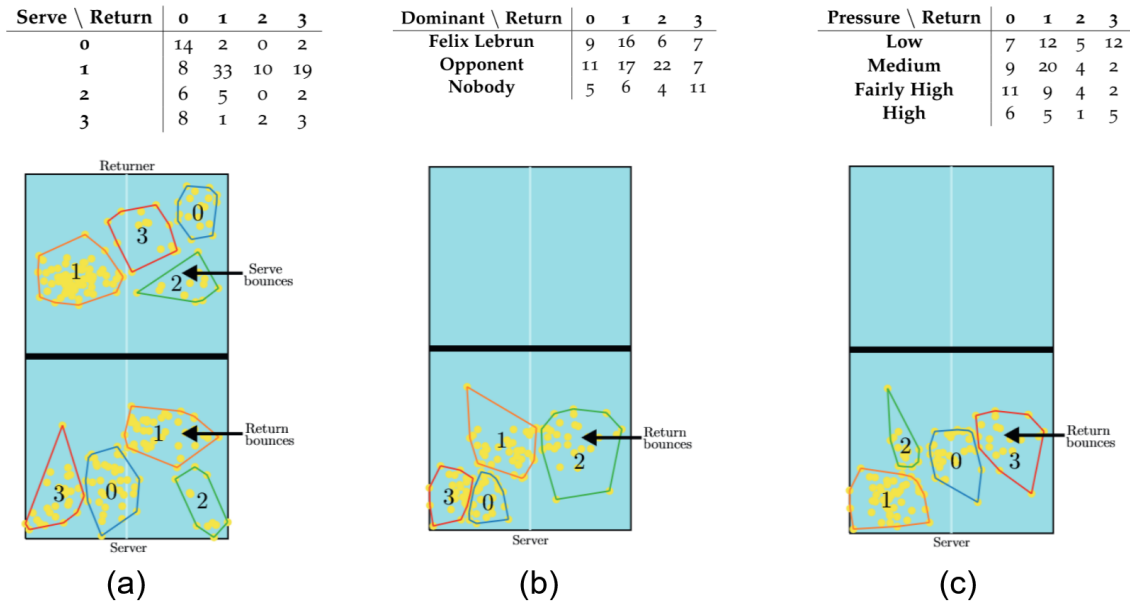 Serve \ Return 0 1 2 3
0 14 2 0 2
1 8 33 10 19
2 6 5 0 2
3 8 1 2 3
Returner
0
3
1
2
Serve
bounces
1
Return
bounces
3
0
2
Server
(a)
Dominant \ Return 0 1 2 3
Felix Lebrun 9 16 6 7
Opponent 11 17 22 7
Nobody 5 6 4 11
1
2
Return
bounces
3
0
Server
(b)
Pressure \ Return 0 1 2 3
Low 7 12 5 12
Medium 9 20 4 2
Fairly High 11 9 4 2
High 6 5 1 5
2
0
3
Return
bounces
1
Server
(c)